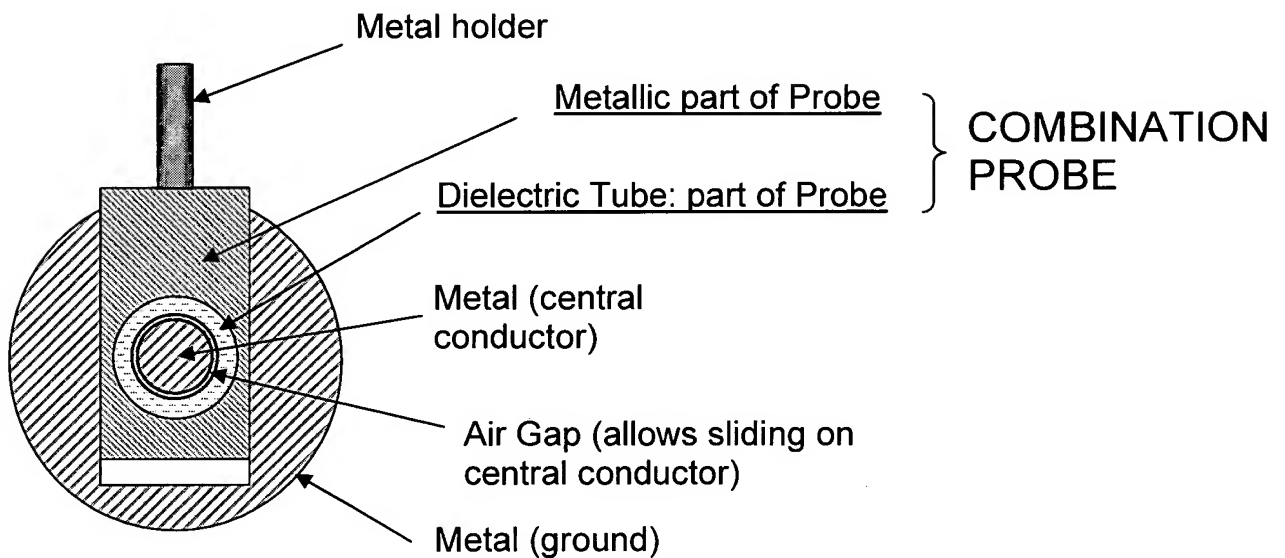 Metal holder
Metallic part of Probe
COMBINATION
PROBE
Dielectric Tube: part of Probe
Metal (central
conductor)
Air Gap (allows sliding on
central conductor)
Metal (ground)